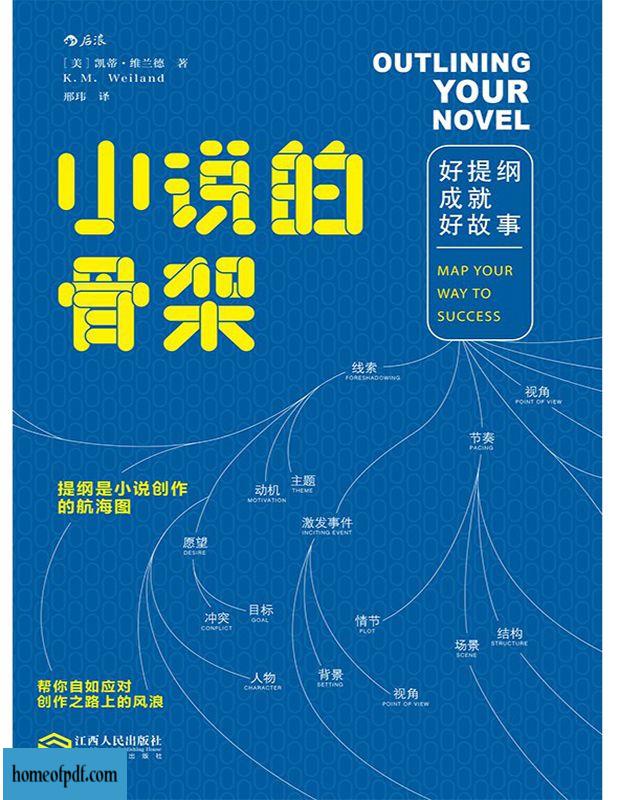 后浪
[美]凯蒂·维兰德 著
K.M. Weiland
邢玮 译
OUTLINING
YOUR
NOVEL
小说的
骨架
好提纲
成就
好故事
MAP YOUR
WAY TO
SUCCESS
线索
FORESHADOWING
视角
POINT OF VIEW
节奏
PACING
主题
THEME
动机
MOTIVATION
提纲是小说创作
的航海图
激发事件
INCITING EVENT
愿望
DESIRE
目标
GOAL
冲突
CONFLICT
情节
PLOT
结构
STRUCTURE
场景
SCENE
人物
CHARACTER
背景
SETTING
视角
POINT OF VIEW
帮你自如应对
创作之路上的风浪
江西人民出版社
Publishing House
出版社
homeofpdf.com